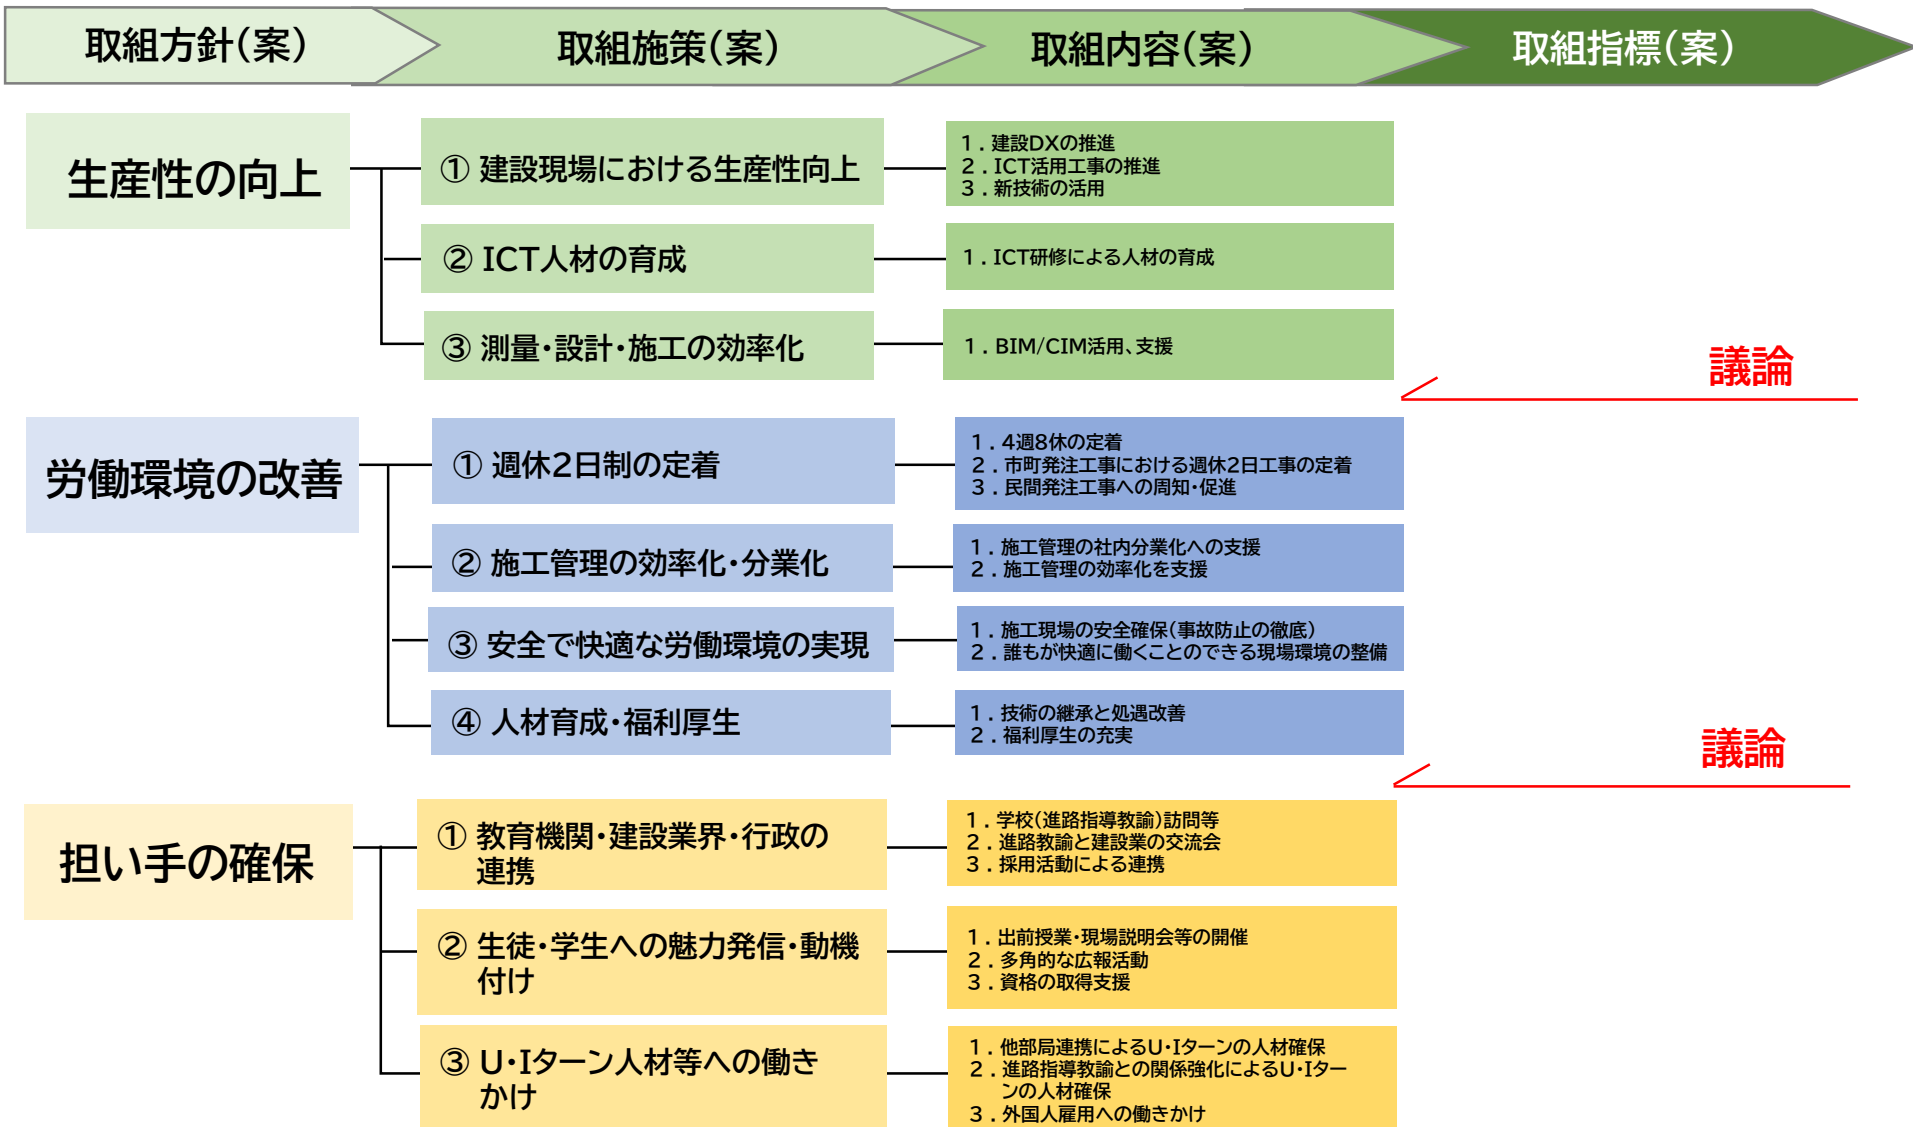 取組方針(案)
取組施策(案)
取組内容(案)
取組指標(案)
生産性の向上
① 建設現場における生産性向上
1．建設DXの推進
2．ICT活用工事の推進
3．新技術の活用
② ICT人材の育成
1．ICT研修による人材の育成
③ 測量・設計・施工の効率化
1．BIM/CIM活用、支援
議論
労働環境の改善
① 週休2日制の定着
1．4週8休の定着
2．市町発注工事における週休2日工事の定着
3．民間発注工事への周知・促進
② 施工管理の効率化・分業化
1．施工管理の社内分業化への支援
2．施工管理の効率化を支援
③ 安全で快適な労働環境の実現
1．施工現場の安全確保(事故防止の徹底)
2．誰もが快適に働くことのできる現場環境の整備
④ 人材育成・福利厚生
1．技術の継承と処遇改善
2．福利厚生の充実
議論
担い手の確保
① 教育機関・建設業界・行政の
連携
1．学校(進路指導教諭)訪問等
2．進路教諭と建設業の交流会
3．採用活動による連携
② 生徒・学生への魅力発信・動機
付け
1．出前授業・現場説明会等の開催
2．多角的な広報活動
3．資格の取得支援
③ U・Iターン人材等への働き
かけ
1．他部局連携によるU・Iターンの人材確保
2．進路指導教諭との関係強化によるU・Iター
ンの人材確保
3．外国人雇用への働きかけ